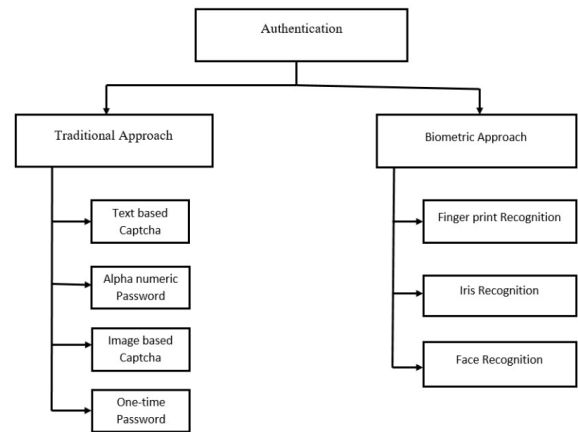 Authentication
Traditional Approach
Biometric Approach
Text based
Captcha
Alpha numeric
Password
Image based
Captcha
One-time
Password
Finger print Recognition
Iris Recognition
Face Recognition